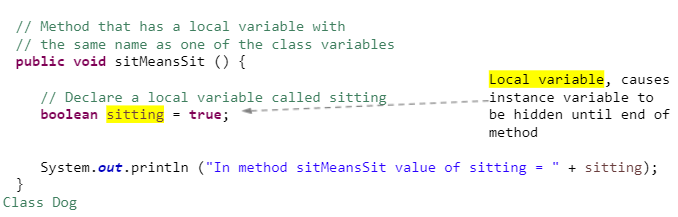 // Method that has a local variable with
// the same name as one of the class variables
public void sitMeansSit () {
// Declare a local variable called sitting
boolean sitting = true;
Local variable, causes
instance variable to
be hidden until end of
method
System.out.println ("In method sitMeansSit value of sitting = " + sitting);
}
Class Dog